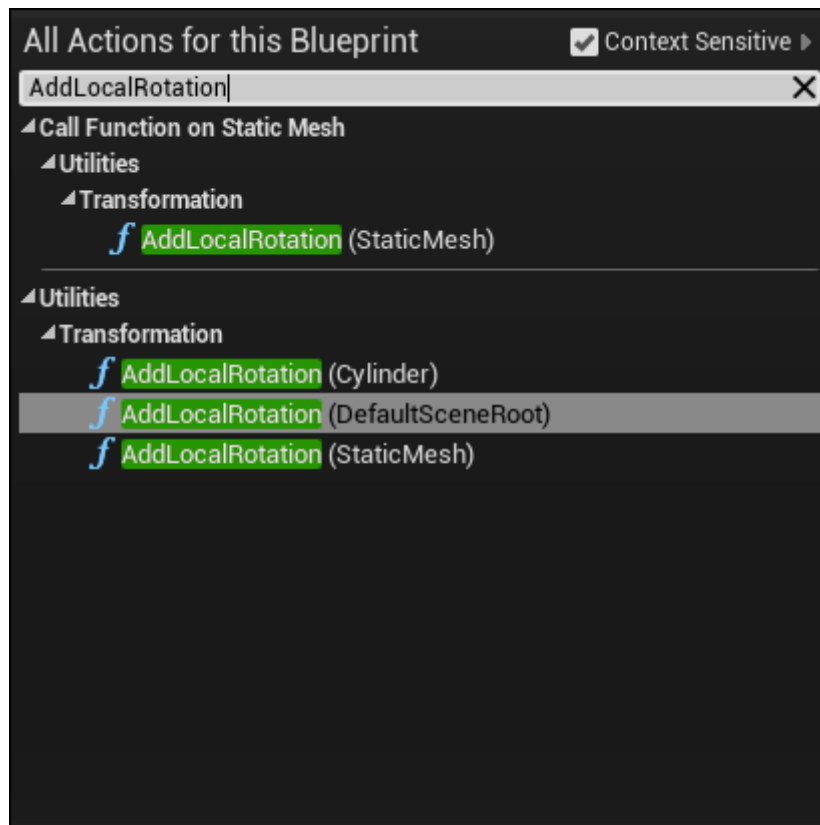 All Actions for this Blueprint Context Sensitive
AddLocalRotation
Call Function on Static Mesh
Utilities
Transformation
f AddLocalRotation (StaticMesh)
Utilities
Transformation
f AddLocalRotation (Cylinder)
f AddLocalRotation (DefaultSceneRoot)
f AddLocalRotation (StaticMesh)